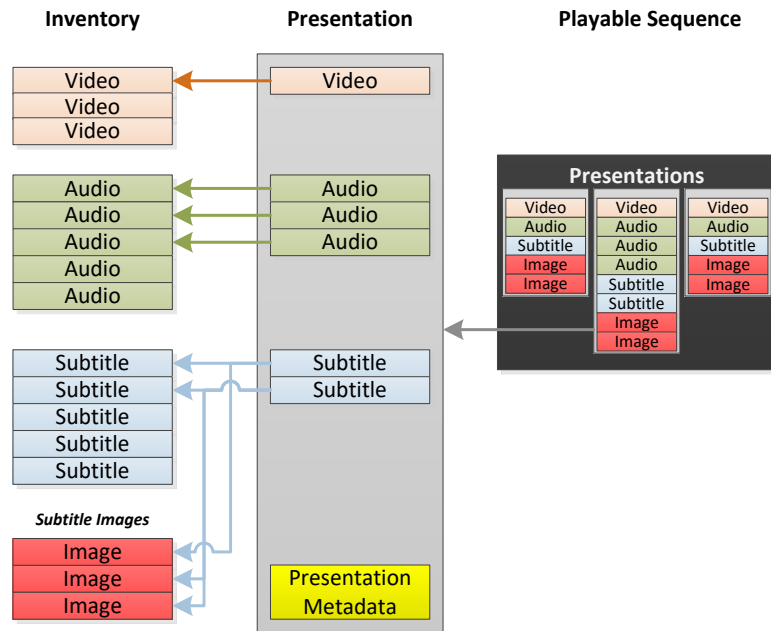 Inventory
Presentation
Playable Sequence
Video
Video
Video
Video
Audio
Audio
Audio
Audio
Audio
Audio
Audio
Audio
Subtitle
Subtitle
Subtitle
Subtitle
Subtitle
Subtitle
Subtitle
Subtitle Images
Image
Image
Image
Presentation
Metadata
Presentations
Video
Audio
Subtitle
Image
Image
Video
Audio
Audio
Audio
Subtitle
Subtitle
Image
Image
Video
Audio
Subtitle
Image
Image